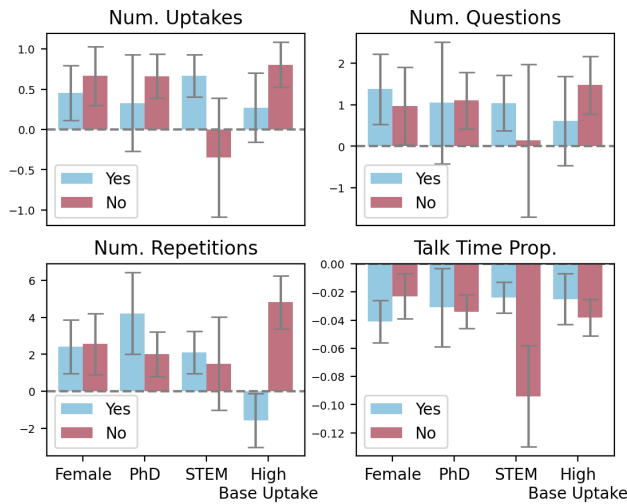 Num. Uptakes
1.0
0.5
0.0
−0.5
−1.0
Yes
No
Num. Questions
2
1
0
−1
Yes
No
Num. Repetitions
6
4
2
0
−2
Yes
No
Female PhD STEM High
Base Uptake
Talk Time Prop.
0.00
−0.02
−0.04
−0.06
−0.08
−0.10
−0.12
Yes
No
Female PhD STEM High
Base Uptake